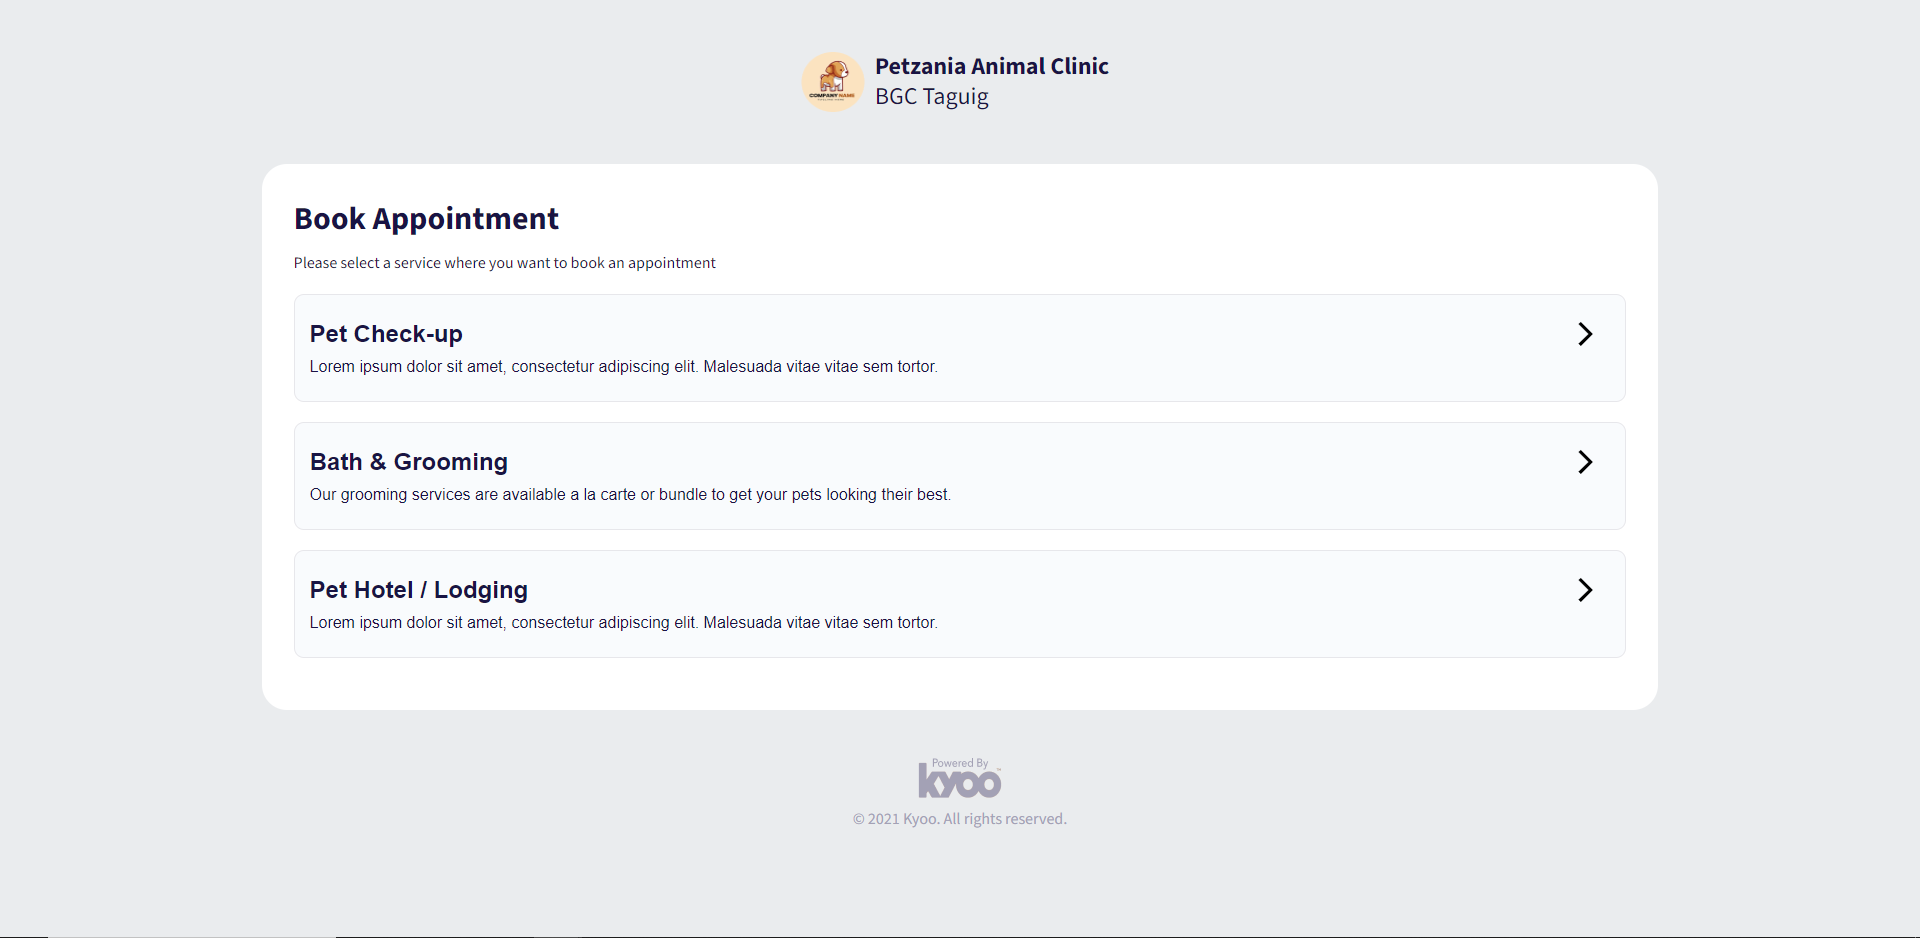 Petzania Animal Clinic
BGC Taguig
COMPANY NAME
Book Appointment
Please select a service where you want to book an appointment
Pet Check-up
Lorem ipsum dolor sit amet, consectetur adipiscing elit. Malesuada vitae vitae sem tortor.
Bath & Grooming
Our grooming services are available a la carte or bundle to get your pets looking their best.
Pet Hotel / Lodging
Lorem ipsum dolor sit amet, consectetur adipiscing elit. Malesuada vitae vitae sem tortor.
Powered By
kyoo™
© 2021 Kyoo. All rights reserved.